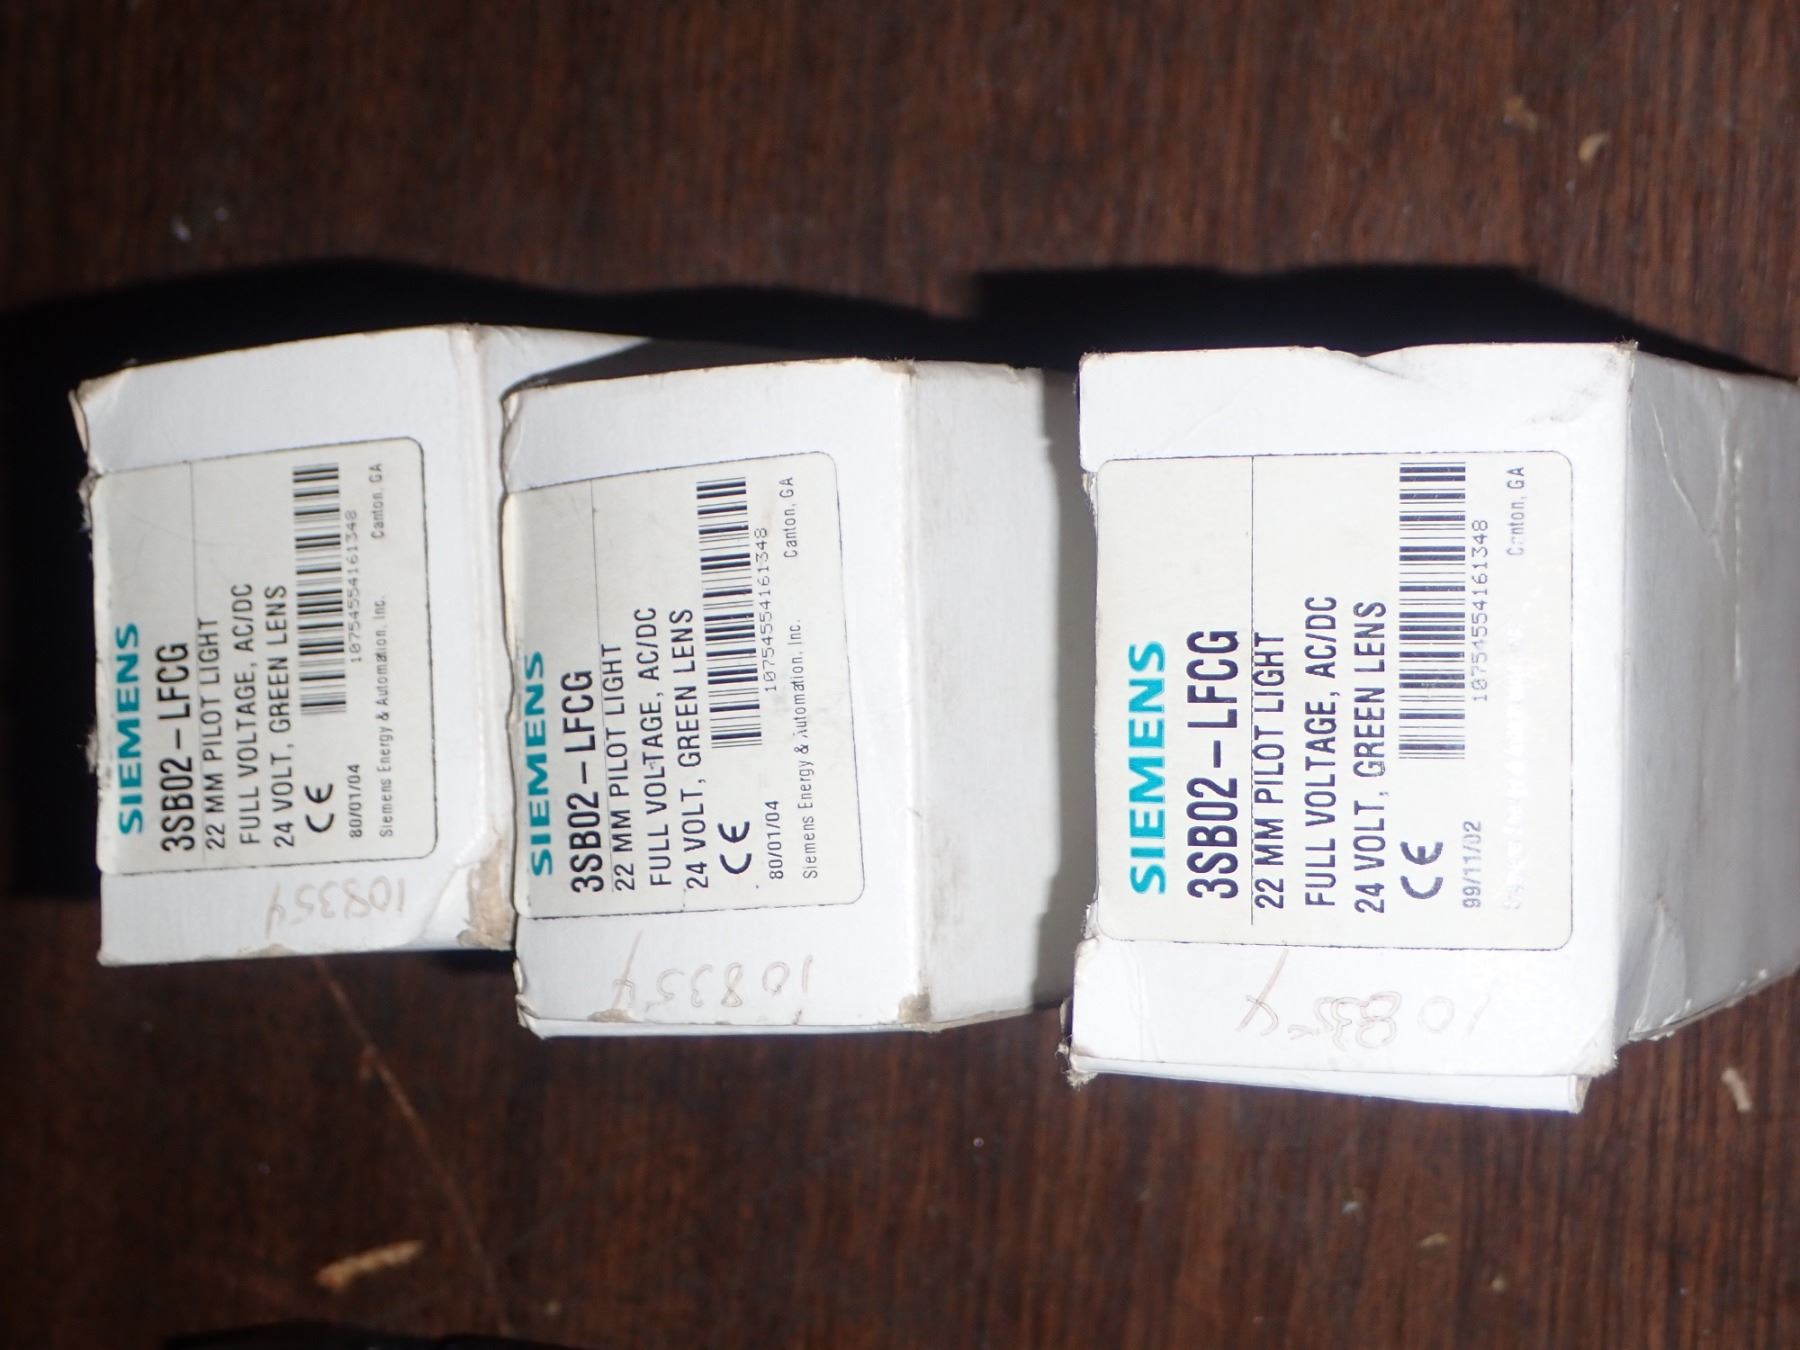 SIEMENS
3SB02-LFCG
22 MM PILOT LIGHT
FULL VOLTAGE, AC/DC
24 VOLT, GREEN LENS
CE
10754554161348
80/01/04
Siemens Energy & Automation, Inc. Canton, GA
108354
SIEMENS
3SB02-LFCG
22 MM PILOT LIGHT
FULL VOLTAGE, AC/DC
24 VOLT, GREEN LENS
CE
10754554161348
80/01/04
Siemens Energy & Automation, Inc. Canton, GA
108354
SIEMENS
3SB02-LFCG
22 MM PILOT LIGHT
FULL VOLTAGE, AC/DC
24 VOLT, GREEN LENS
CE
10754554161348
99/11/02
Canton, GA
108354